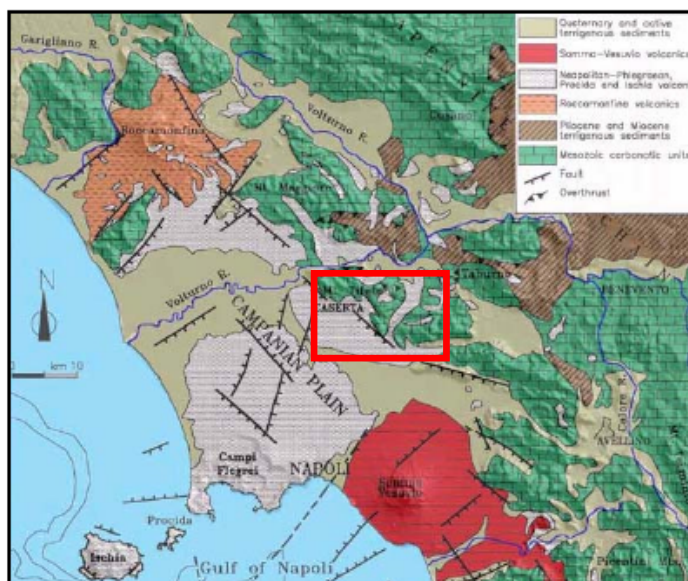 Garigliano R.
Roccamonfina
Volturno R.
Volturno R.
N
km 10
ASERTA
CAMPANIAN PLAIN
Taburno
BENEVENTO
Calore R.
AVELLINO
Campi
Flegrei
NAPOLI
Somma
Vesuvio
Procida
Ischia
Gulf of Napoli
Quaternary and active
terrigenous sediments
Somma-Vesuvio volcanics
Neapolitan-Phlegraean,
Procida and Ischia volcan
Roccamonfina volcanics
Pliocene and Miocene
terrigenous sediments
Mesozoic carbonatic units
Fault
Overthrust